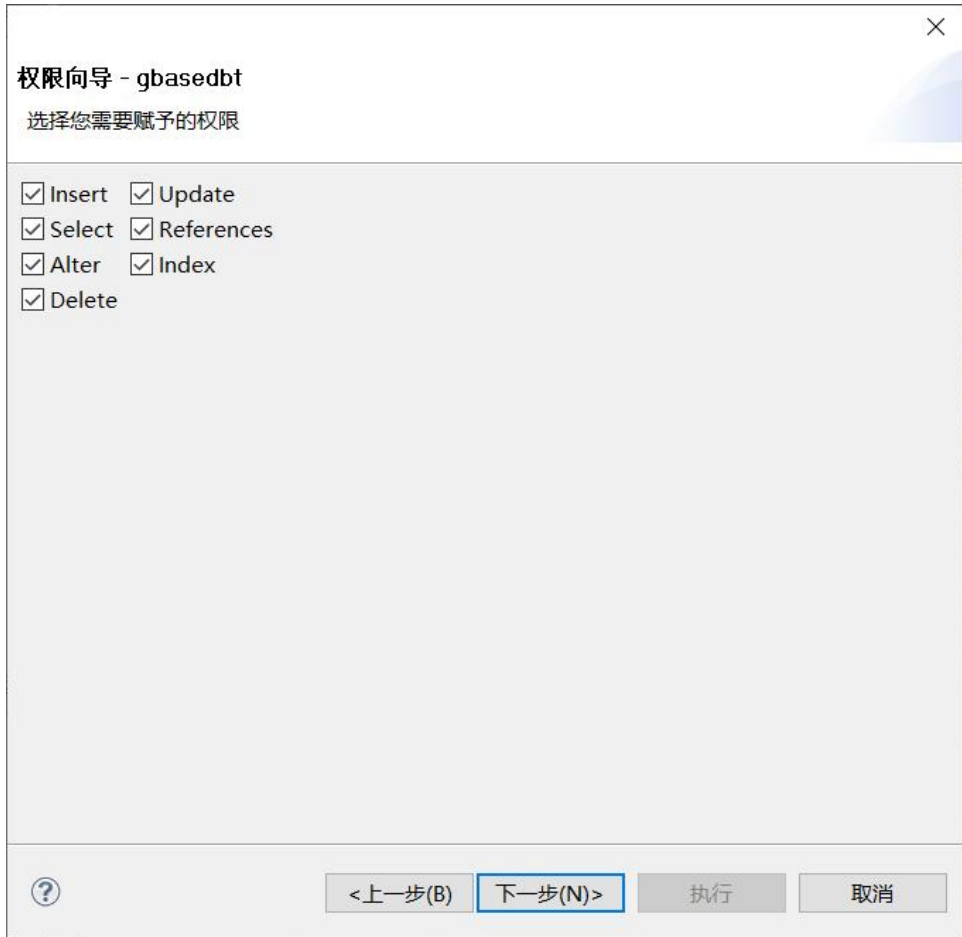 权限向导 - gbasedbt
选择您需要赋予的权限
Insert Update
Select References
Alter Index
Delete
<上一步(B) 下一步(N)> 执行 取消